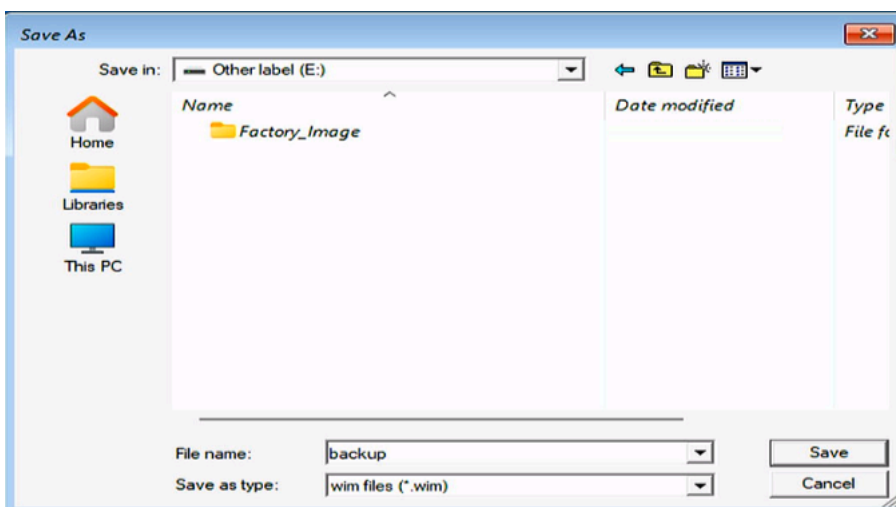 Save As
Save in: Other label (E:)
Name Date modified Type
Factory_Image File
Home
Libraries
This PC
File name: backup Save
Save as type: wim files (*.wim) Cancel